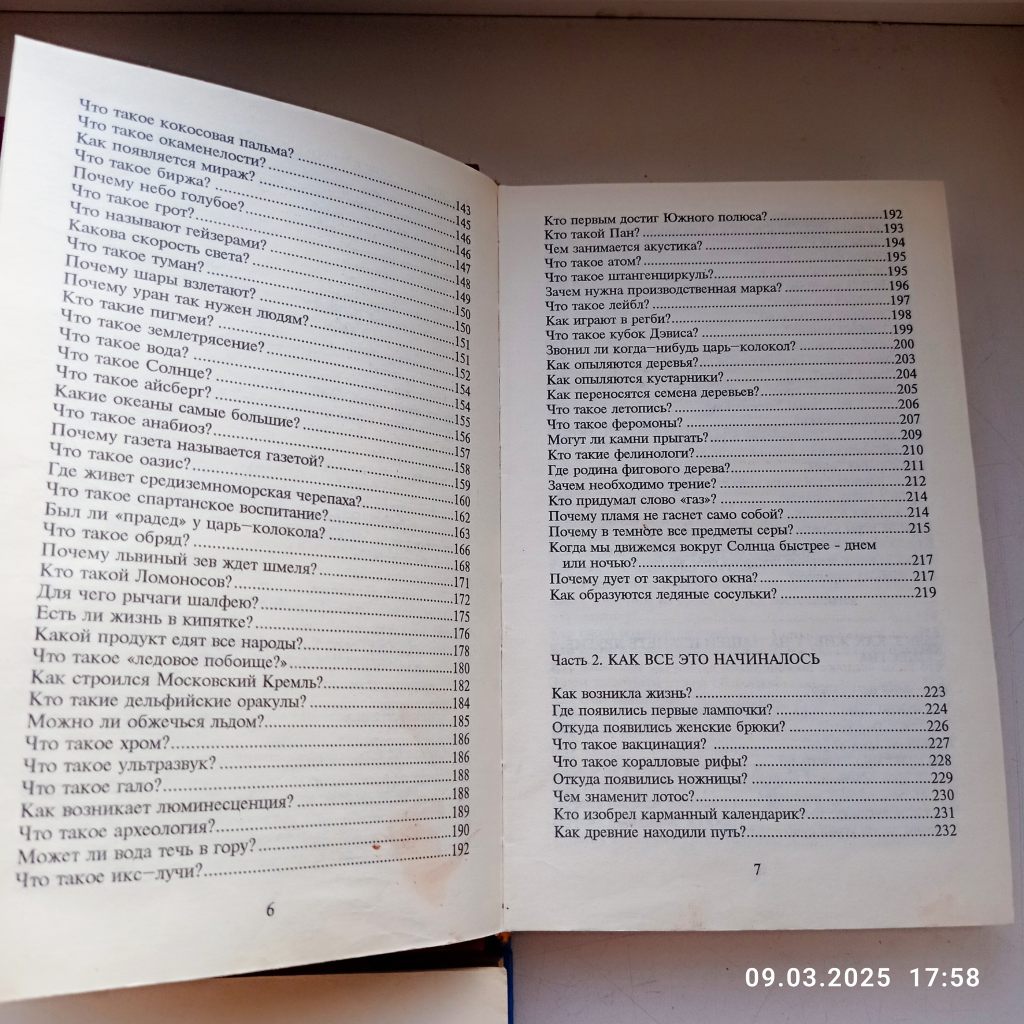 Что такое кокосовая пальма? ..... 143
Что такое окаменелости? ..... 145
Как появляется мираж? ..... 146
Что такое биржа? ..... 146
Почему небо голубое? ..... 147
Что такое грот? ..... 148
Что называют гейзерами? ..... 149
Какова скорость света? ..... 150
Что такое туман? ..... 150
Почему шары взлетают? ..... 151
Почему уран так нужен людям? ..... 151
Кто такие пигмеи? ..... 152
Что такое землетрясение? ..... 154
Что такое вода? ..... 154
Что такое Солнце? ..... 155
Что такое айсберг? ..... 156
Какие океаны самые большие? ..... 157
Что такое анабиоз? ..... 158
Почему газета называется газетой? ..... 159
Что такое оазис? ..... 160
Где живет средиземноморская черепаха? ..... 162
Что такое спартанское воспитание? ..... 163
Был ли «прадед» у царь-колокола? ..... 166
Что такое обряд? ..... 168
Почему львиный зев ждет шмеля? ..... 171
Кто такой Ломоносов? ..... 172
Для чего рычаги шалфею? ..... 175
Есть ли жизнь в кипятке? ..... 176
Какой продукт едят все народы? ..... 178
Что такое «ледовое побоище?» ..... 180
Как строился Московский Кремль? ..... 182
Кто такие дельфийские оракулы? ..... 184
Можно ли обжечься льдом? ..... 185
Что такое хром? ..... 186
Что такое ультразвук? ..... 186
Что такое гало? ..... 188
Как возникает люминесценция? ..... 188
Что такое археология? ..... 189
Может ли вода течь в гору? ..... 190
Что такое икс-лучи? ..... 192
6
Кто первым достиг Южного полюса? ..... 192
Кто такой Пан? ..... 193
Чем занимается акустика? ..... 194
Что такое атом? ..... 195
Что такое штангенциркуль? ..... 195
Зачем нужна производственная марка? ..... 196
Что такое лейбл? ..... 197
Как играют в регби? ..... 198
Что такое кубок Дэвиса? ..... 199
Звонил ли когда-нибудь царь-колокол? ..... 200
Как опыляются деревья? ..... 203
Как опыляются кустарники? ..... 204
Как переносятся семена деревьев? ..... 205
Что такое летопись? ..... 206
Что такое феромоны? ..... 207
Могут ли камни прыгать? ..... 209
Кто такие фелинологи? ..... 210
Где родина фигового дерева? ..... 211
Зачем необходимо трение? ..... 212
Кто придумал слово «газ»? ..... 214
Почему пламя не гаснет само собой? ..... 214
Почему в темноте все предметы серы? ..... 215
Когда мы движемся вокруг Солнца быстрее - днем
или ночью? ..... 217
Почему дует от закрытого окна? ..... 217
Как образуются ледяные сосульки? ..... 219
Часть 2. КАК ВСЕ ЭТО НАЧИНАЛОСЬ
Как возникла жизнь? ..... 223
Где появились первые лампочки? ..... 224
Откуда появились женские брюки? ..... 226
Что такое вакцинация? ..... 227
Что такое коралловые рифы? ..... 228
Откуда появились ножницы? ..... 229
Чем знаменит лотос? ..... 230
Кто изобрел карманный календарик? ..... 231
Как древние находили путь? ..... 232
7
09.03.2025 17:58